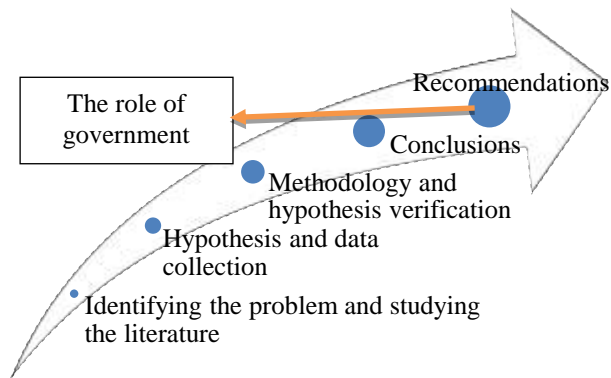 Recommendations
The role of
government
Conclusions
Methodology and
hypothesis verification
Hypothesis and data
collection
Identifying the problem and studying
the literature